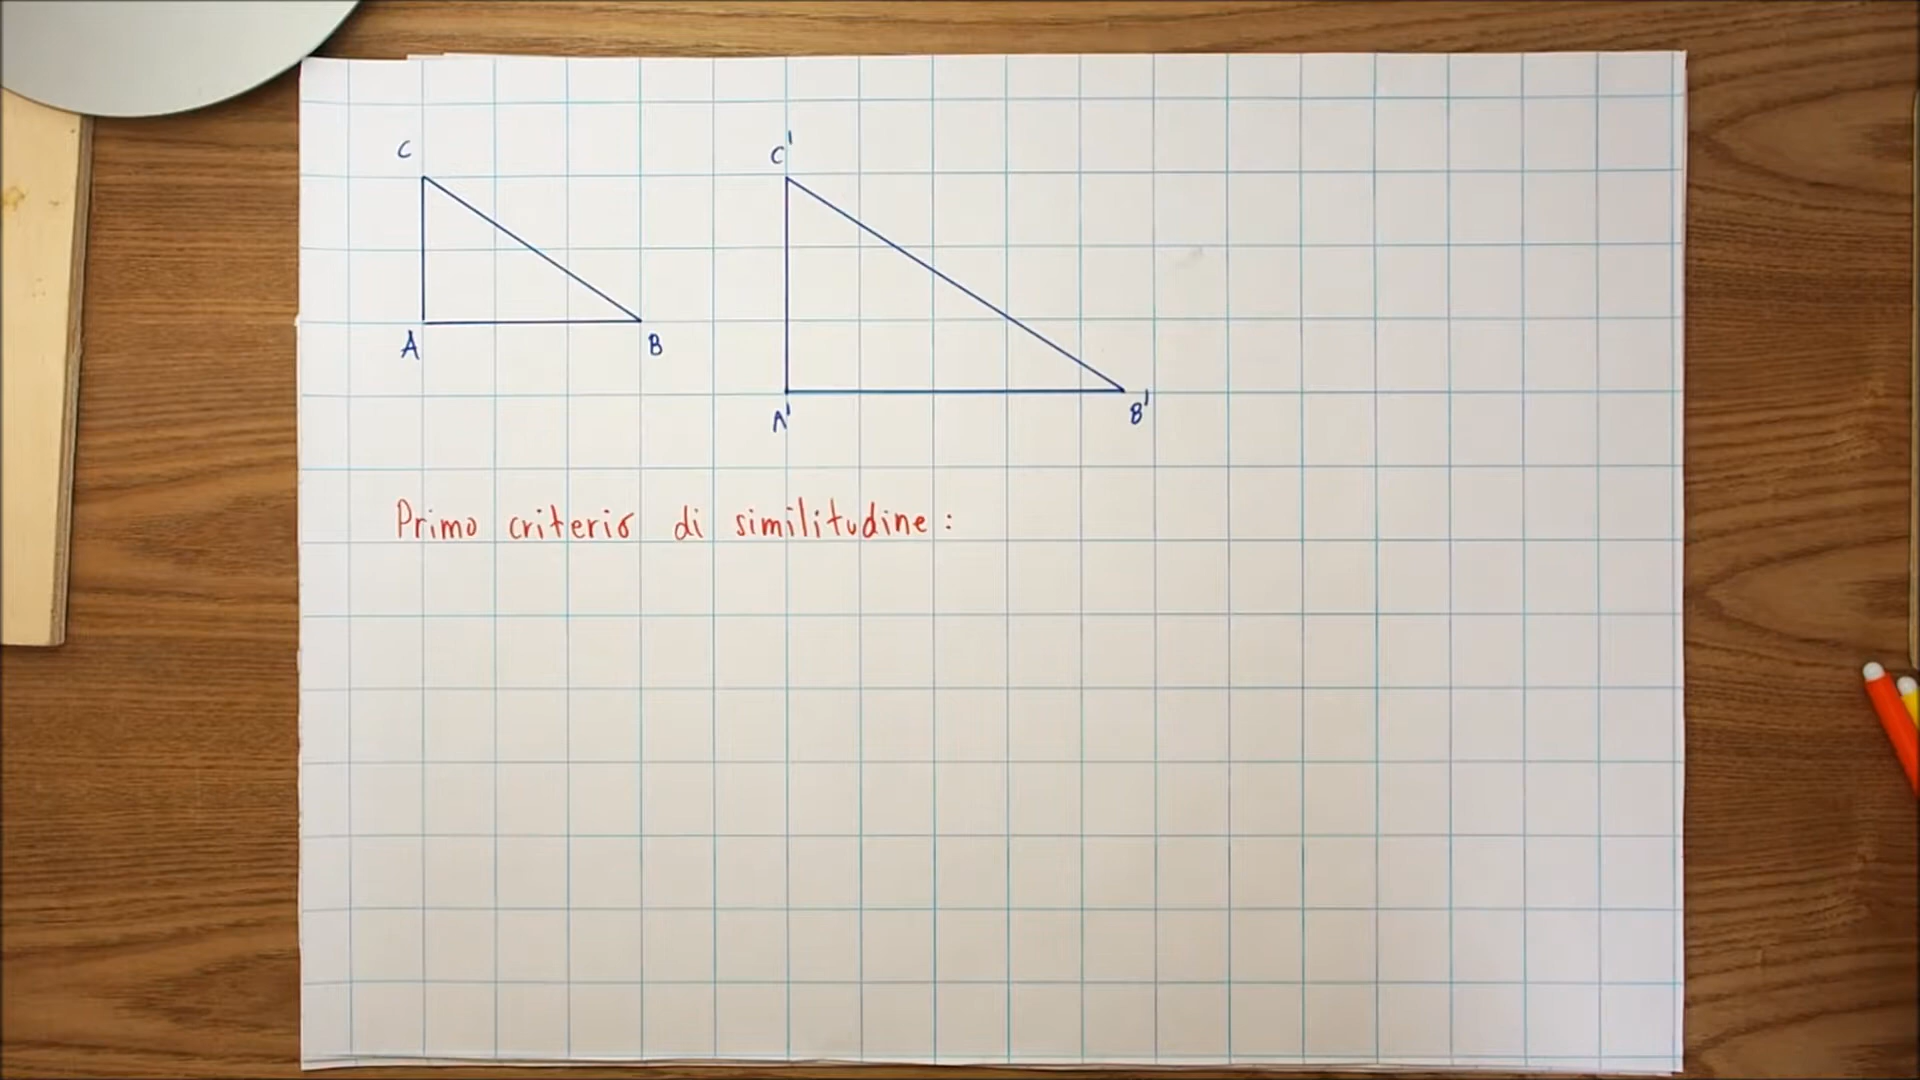 C C'
A B
A' B'
Primo criterio di similitudine: